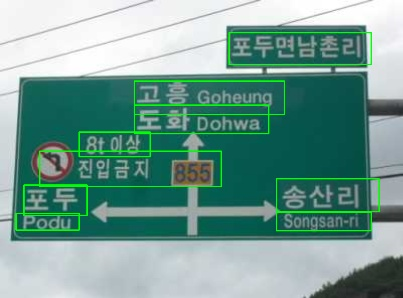 포두면남촌리
고흥 Goheung
도화 Dohwa
8t 이상
진입금지 855
포두
Podu
송산리
Songsan-ri